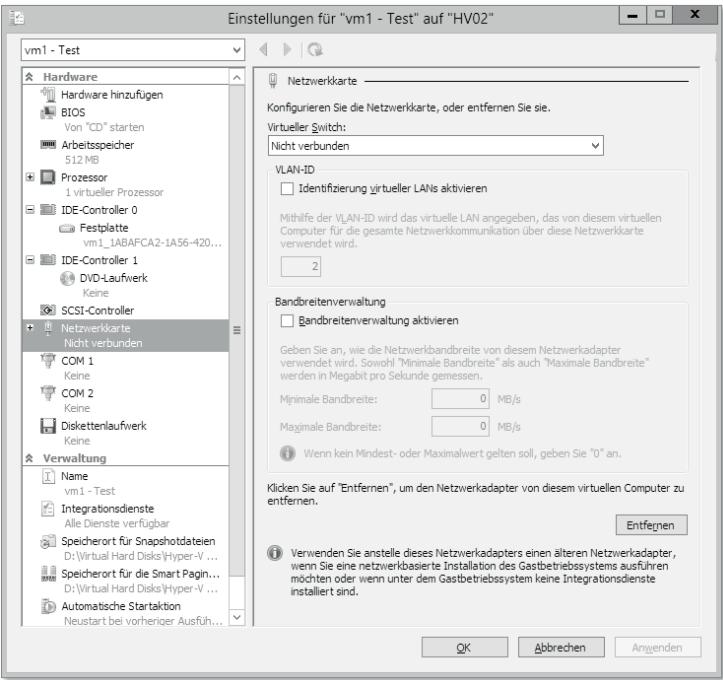 Einstellungen für "vm1 - Test" auf "HV02"
vm1 - Test
Hardware
Hardware hinzufügen
BIOS
Von "CD" starten
Arbeitsspeicher
512 MB
Prozessor
1 virtueller Prozessor
IDE-Controller 0
Festplatte
vm1_1ABAFCA2-1A56-420...
IDE-Controller 1
DVD-Laufwerk
Keine
SCSI-Controller
Netzwerkkarte
Nicht verbunden
COM 1
Keine
COM 2
Keine
Diskettenlaufwerk
Keine
Verwaltung
Name
vm1 - Test
Integrationsdienste
Alle Dienste verfügbar
Speicherort für Snapshotdateien
D:\Virtual Hard Disks\Hyper-V ...
Speicherort für die Smart Pagin...
D:\Virtual Hard Disks\Hyper-V ...
Automatische Startaktion
Neustart bei vorheriger Ausfüh...
Netzwerkkarte
Konfigurieren Sie die Netzwerkkarte, oder entfernen Sie sie.
Virtueller Switch:
Nicht verbunden
VLAN-ID
Identifizierung virtueller LANs aktivieren
Mithilfe der VLAN-ID wird das virtuelle LAN angegeben, das von diesem virtuellen
Computer für die gesamte Netzwerkkommunikation über diese Netzwerkkarte
verwendet wird.
2
Bandbreitenverwaltung
Bandbreitenverwaltung aktivieren
Geben Sie an, wie die Netzwerkbandbreite von diesem Netzwerkadapter
verwendet wird. Sowohl "Minimale Bandbreite" als auch "Maximale Bandbreite"
werden in Megabit pro Sekunde gemessen.
Minimale Bandbreite: 0 MB/s
Maximale Bandbreite: 0 MB/s
Wenn kein Mindest- oder Maximalwert gelten soll, geben Sie "0" an.
Klicken Sie auf "Entfernen", um den Netzwerkadapter von diesem virtuellen Computer zu
entfernen.
Entfernen
Verwenden Sie anstelle dieses Netzwerkadapters einen älteren Netzwerkadapter,
wenn Sie eine netzwerkbasierte Installation des Gastbetriebssystems ausführen
möchten oder wenn unter dem Gastbetriebssystem keine Integrationsdienste
installiert sind.
OK
Abbrechen
Anwenden